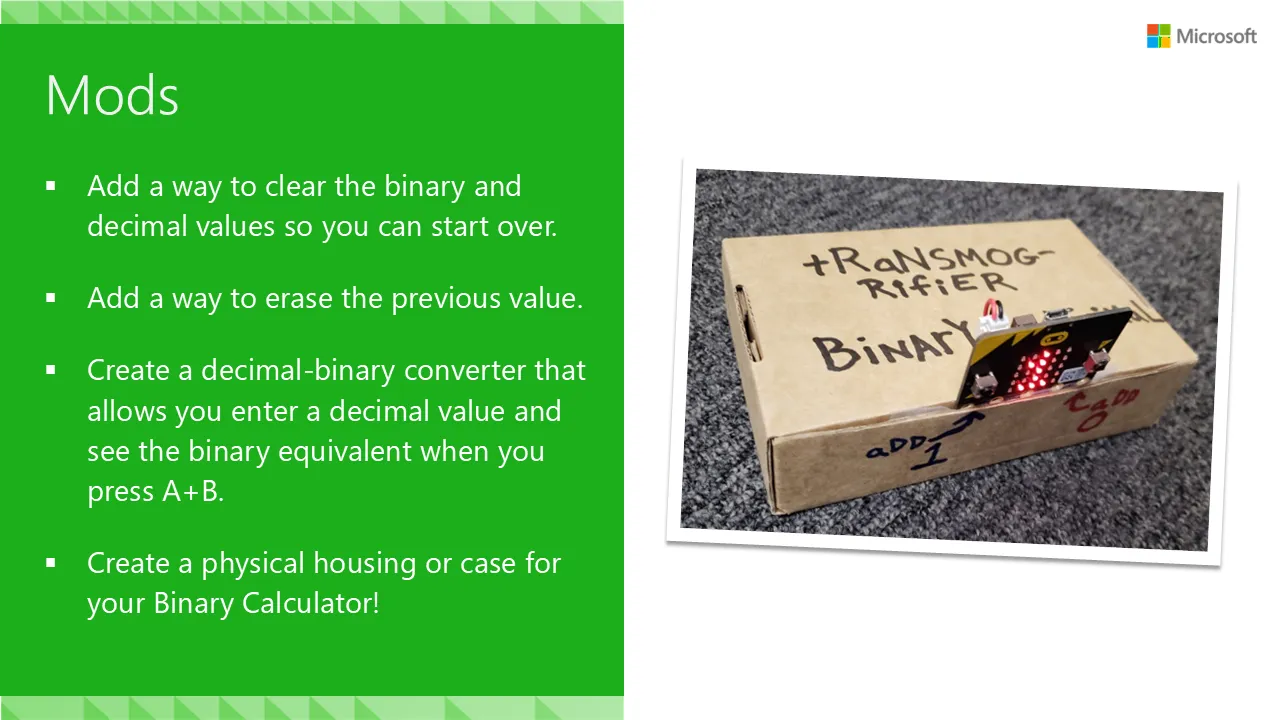 Microsoft
Mods
▪ Add a way to clear the binary and
decimal values so you can start over.
▪ Add a way to erase the previous value.
▪ Create a decimal-binary converter that
allows you enter a decimal value and
see the binary equivalent when you
press A+B.
▪ Create a physical housing or case for
your Binary Calculator!
tRaNSMOG-
RifiER
BiNARY
aDD
1
aDD
0